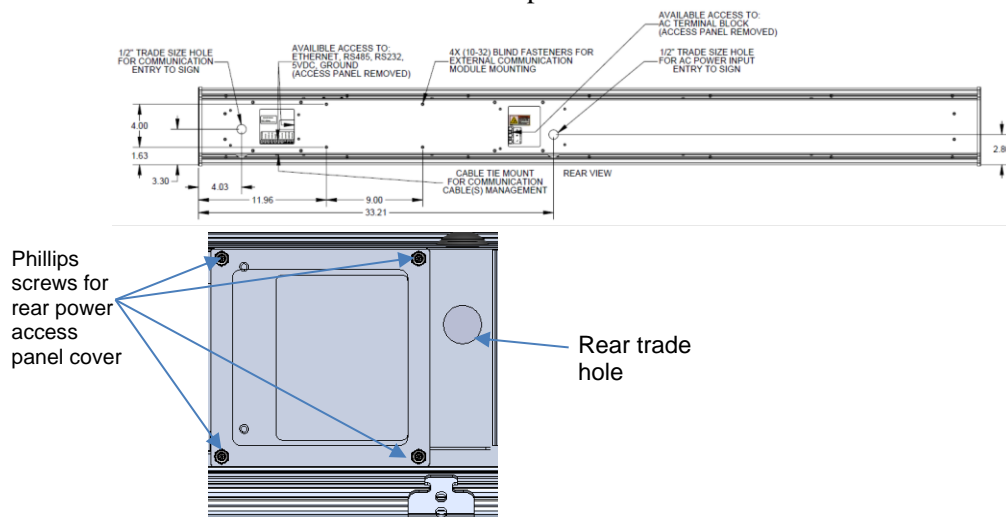 AVAILABLE ACCESS TO:
AC TERMINAL BLOCK
(ACCESS PANEL REMOVED)
1/2" TRADE SIZE HOLE
FOR COMMUNICATION
ENTRY TO SIGN
AVAILIBLE ACCESS TO:
ETHERNET, RS485, RS232,
5VDC, GROUND
(ACCESS PANEL REMOVED)
4X (10-32) BLIND FASTENERS FOR
EXTERNAL COMMUNICATION
MODULE MOUNTING
1/2" TRADE SIZE HOLE
FOR AC POWER INPUT
ENTRY TO SIGN
4.00
1.63
3.30
4.03
11.96
9.00
33.21
CABLE TIE MOUNT
FOR COMMUNICATION
CABLE(S) MANAGEMENT
REAR VIEW
Phillips
screws for
rear power
access
panel cover
Rear trade
hole